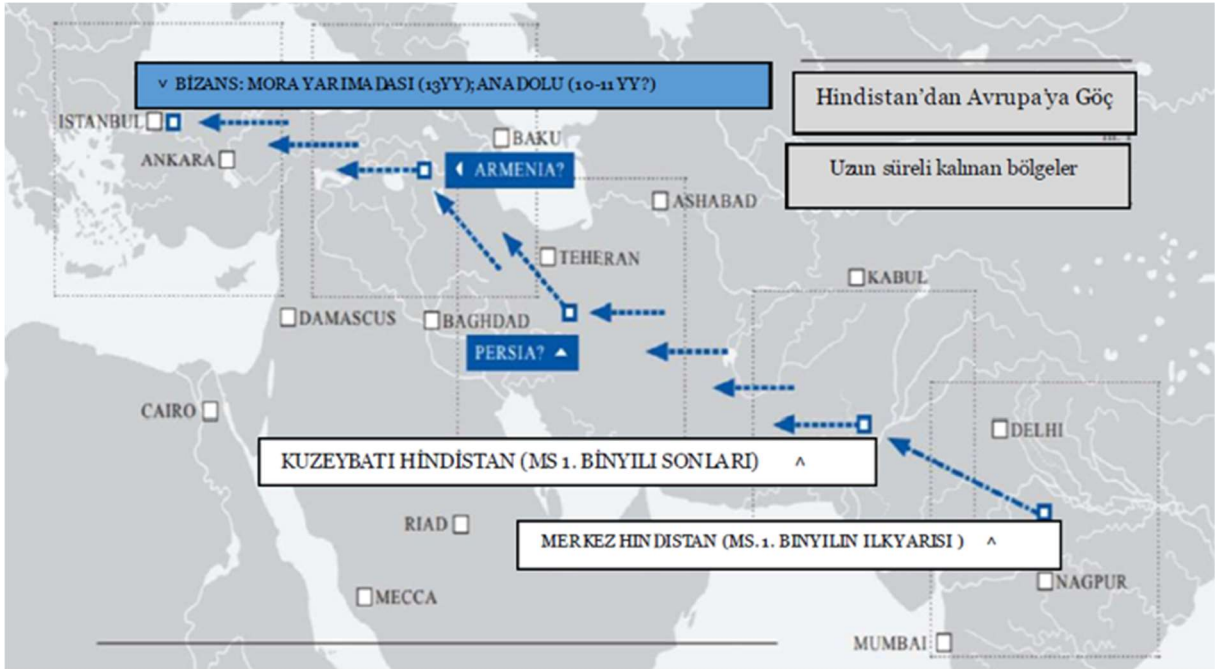 ˅ BİZANS: MORA YARIMADASI (13YY); ANADOLU (10-11 YY?)
Hindistan’dan Avrupa’ya Göç
Uzun süreli kalınan bölgeler
ISTANBUL
BAKU
ANKARA
ARMENIA?
ASHABAD
TEHERAN
KABUL
DAMASCUS
BAGHDAD
PERSIA?
CAIRO
DELHI
KUZEYBATI HİNDİSTAN (MS 1. BİNYILI SONLARI) ˄
RIAD
MERKEZ HINDISTAN (MS. 1. BINYILIN ILKYARISI ) ˄
NAGPUR
MECCA
MUMBAI